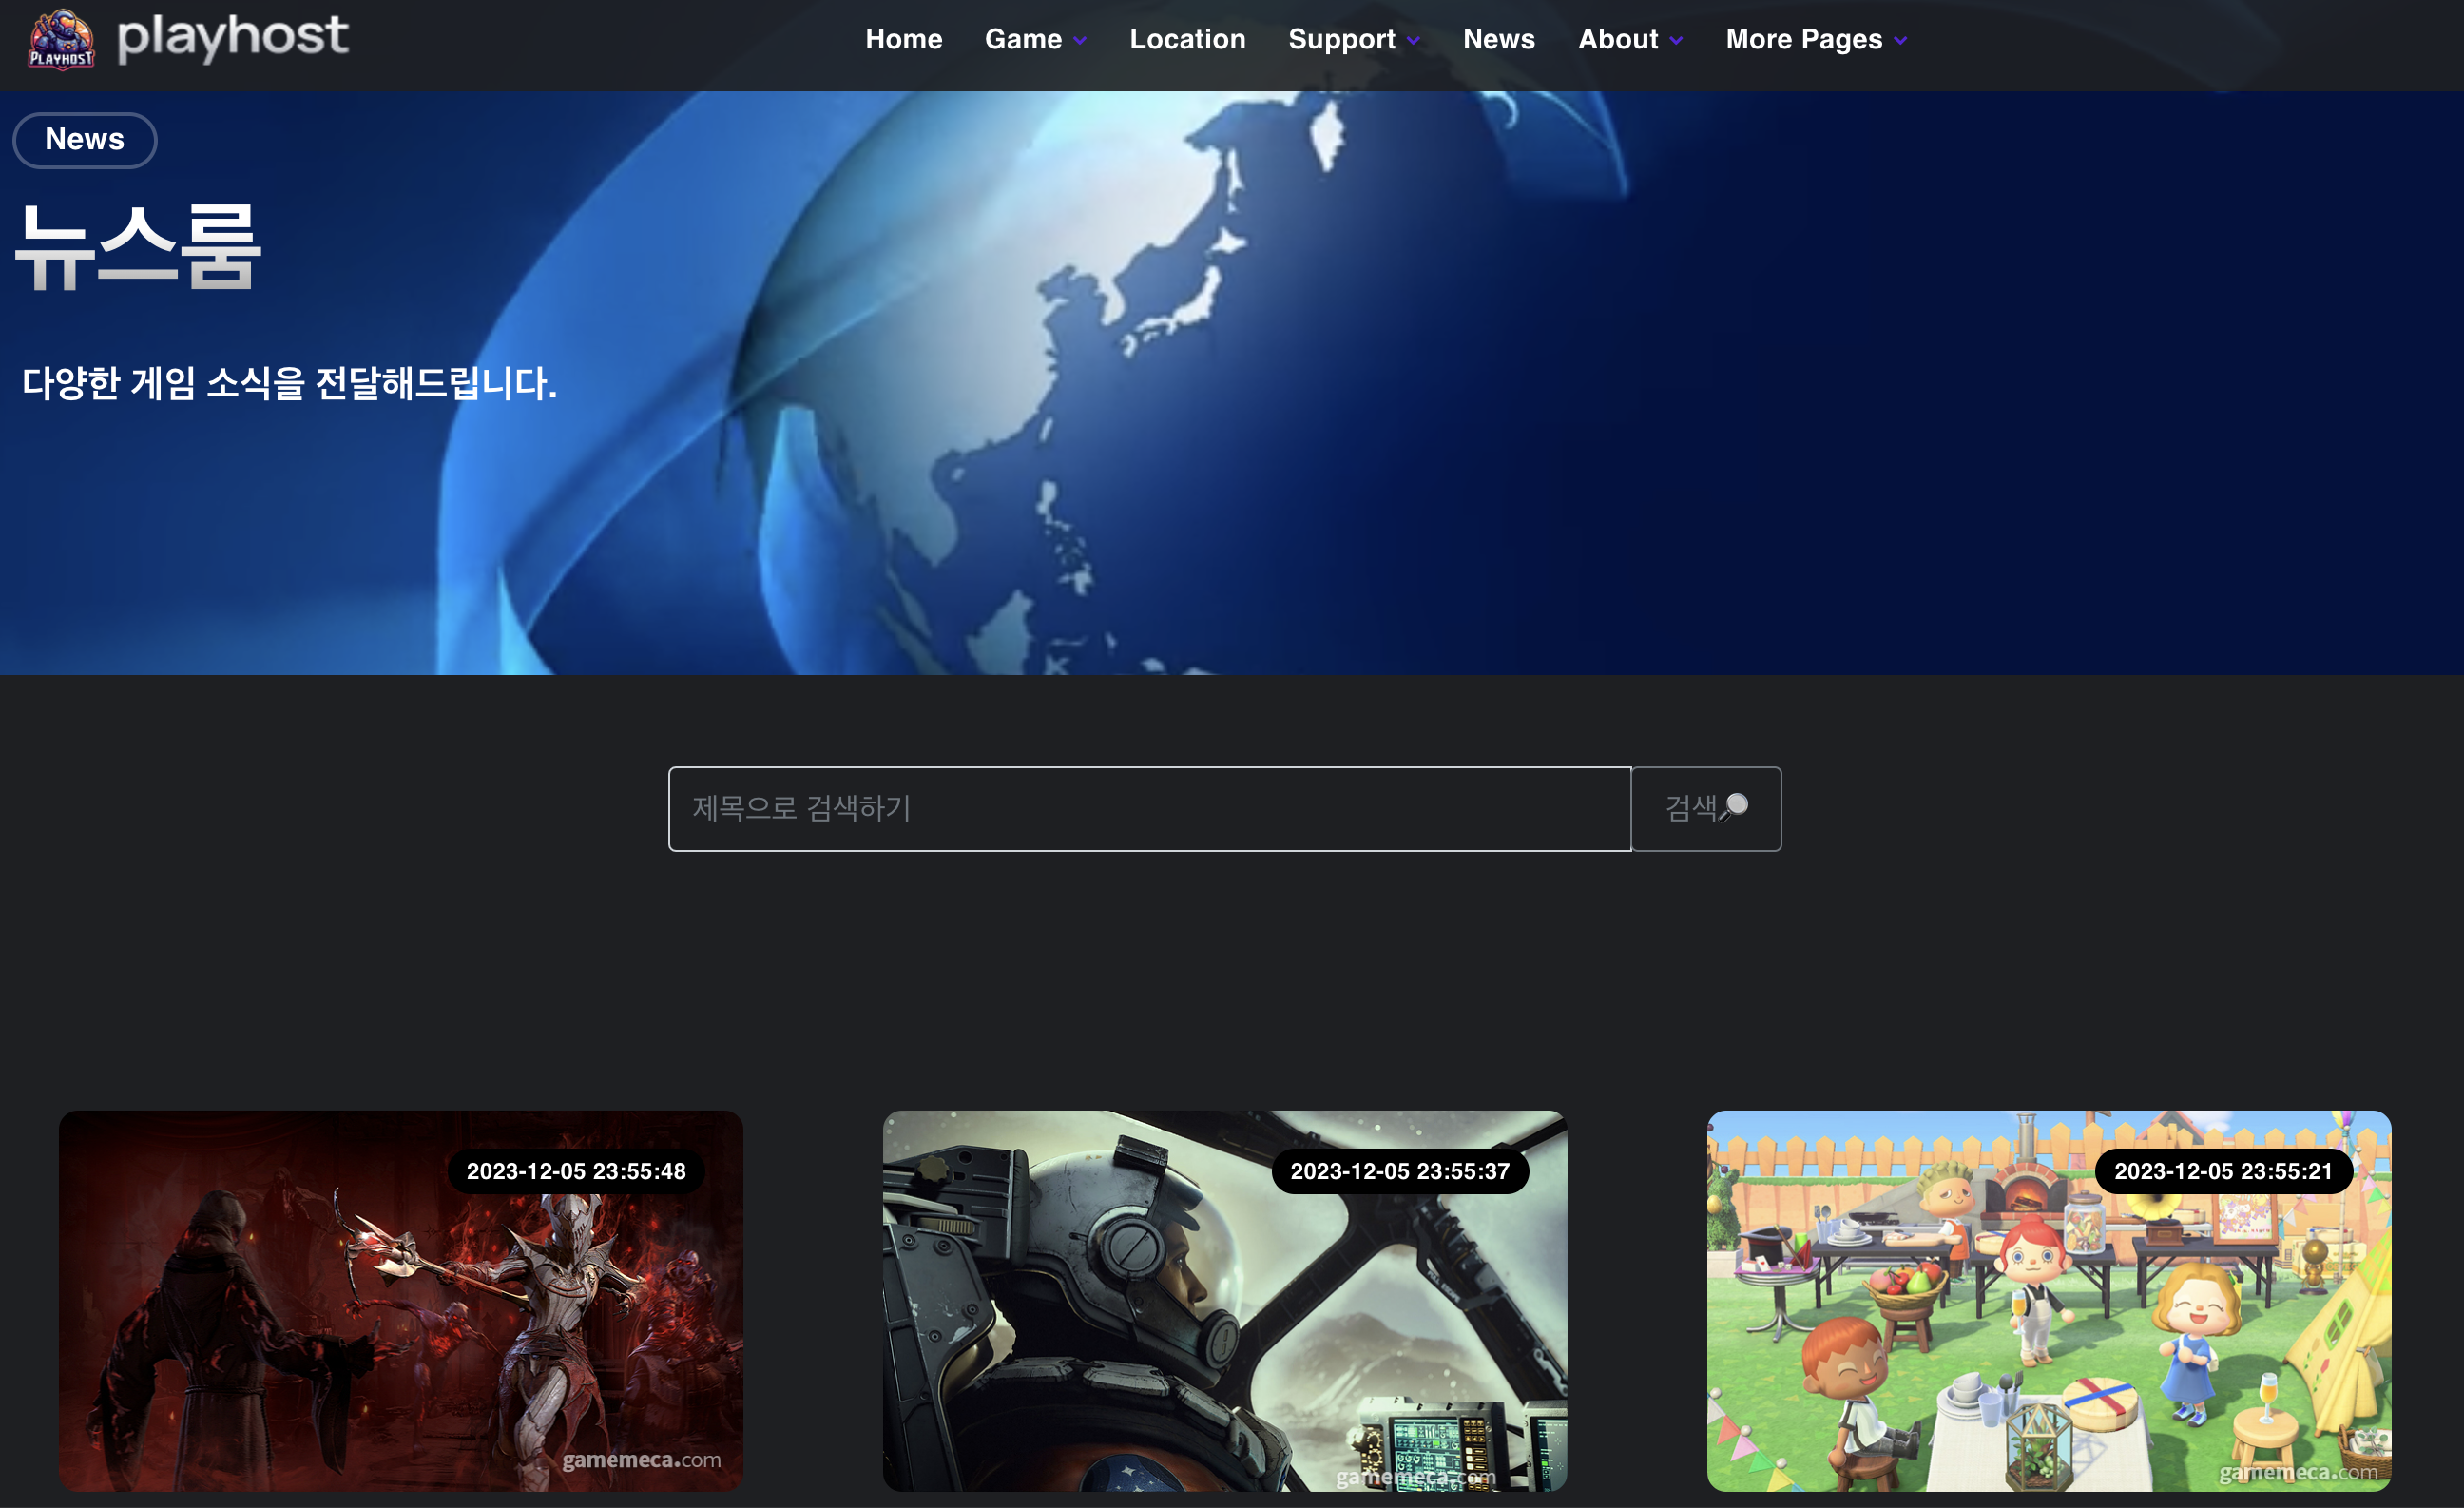 PLAYHOST playhost
Home Game Location Support News About More Pages
News
뉴스룸
다양한 게임 소식을 전달해드립니다.
제목으로 검색하기 검색
2023-12-05 23:55:48
gamemeca.com
2023-12-05 23:55:37
gamemeca.com
2023-12-05 23:55:21
gamemeca.com